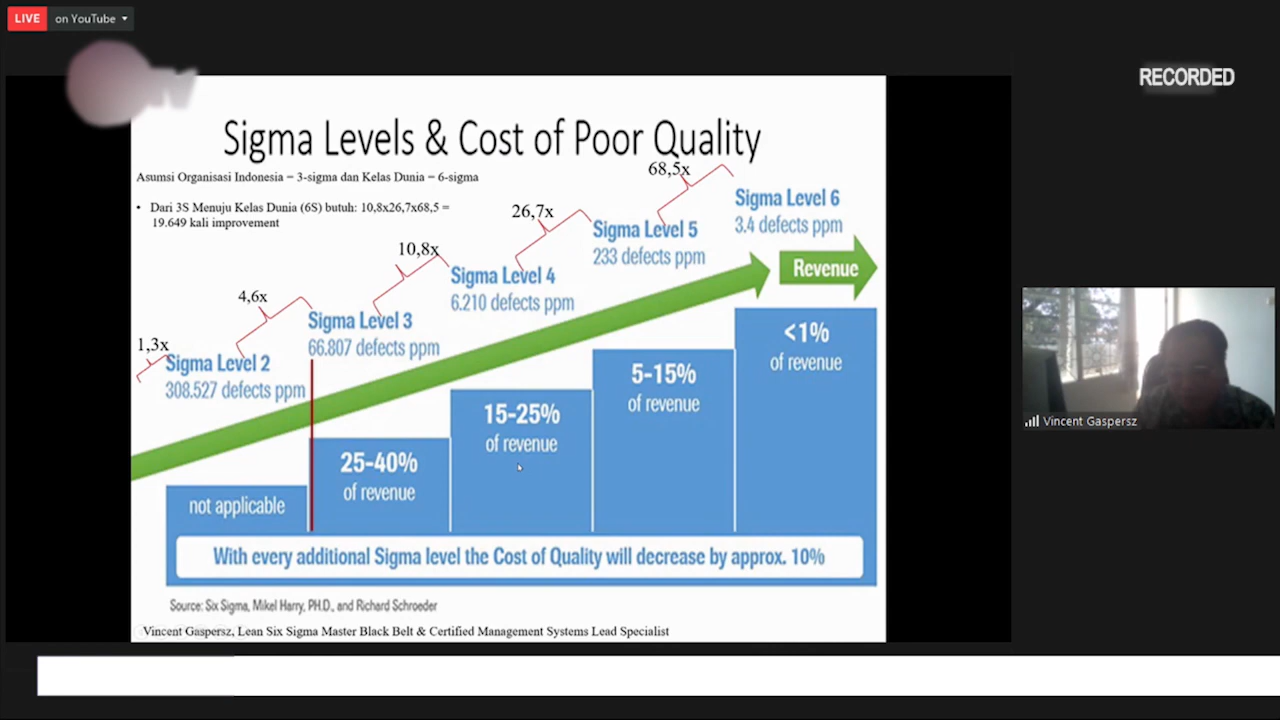 LIVE on YouTube
RECORDED
Sigma Levels & Cost of Poor Quality
Asumsi Organisasi Indonesia = 3-sigma dan Kelas Dunia = 6-sigma
• Dari 3S Menuju Kelas Dunia (6S) butuh: 10,8x26,7x68,5 =
19.649 kali improvement
1,3x
Sigma Level 2
308.527 defects ppm
4,6x
Sigma Level 3
66.807 defects ppm
10,8x
Sigma Level 4
6.210 defects ppm
26,7x
Sigma Level 5
233 defects ppm
68,5x
Sigma Level 6
3.4 defects ppm
Revenue
not applicable
25-40%
of revenue
15-25%
of revenue
5-15%
of revenue
<1%
of revenue
With every additional Sigma level the Cost of Quality will decrease by approx. 10%
Source: Six Sigma, Mikel Harry, PH.D., and Richard Schroeder
Vincent Gaspersz, Lean Six Sigma Master Black Belt & Certified Management Systems Lead Specialist
Vincent Gaspersz